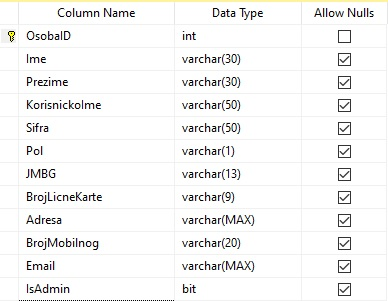 Column Name Data Type Allow Nulls
OsobaID int
Ime varchar(30)
Prezime varchar(30)
KorisnickoIme varchar(50)
Sifra varchar(50)
Pol varchar(1)
JMBG varchar(13)
BrojLicneKarte varchar(9)
Adresa varchar(MAX)
BrojMobilnog varchar(20)
Email varchar(MAX)
IsAdmin bit